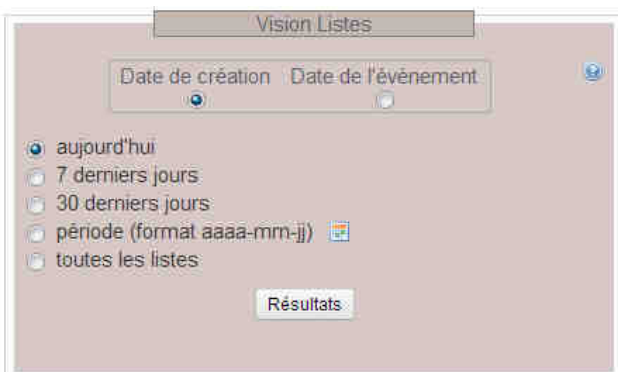 Vision Listes
Date de création Date de l'évènement
aujourd'hui
7 derniers jours
30 derniers jours
période (format aaaa-mm-jj)
toutes les listes
Résultats